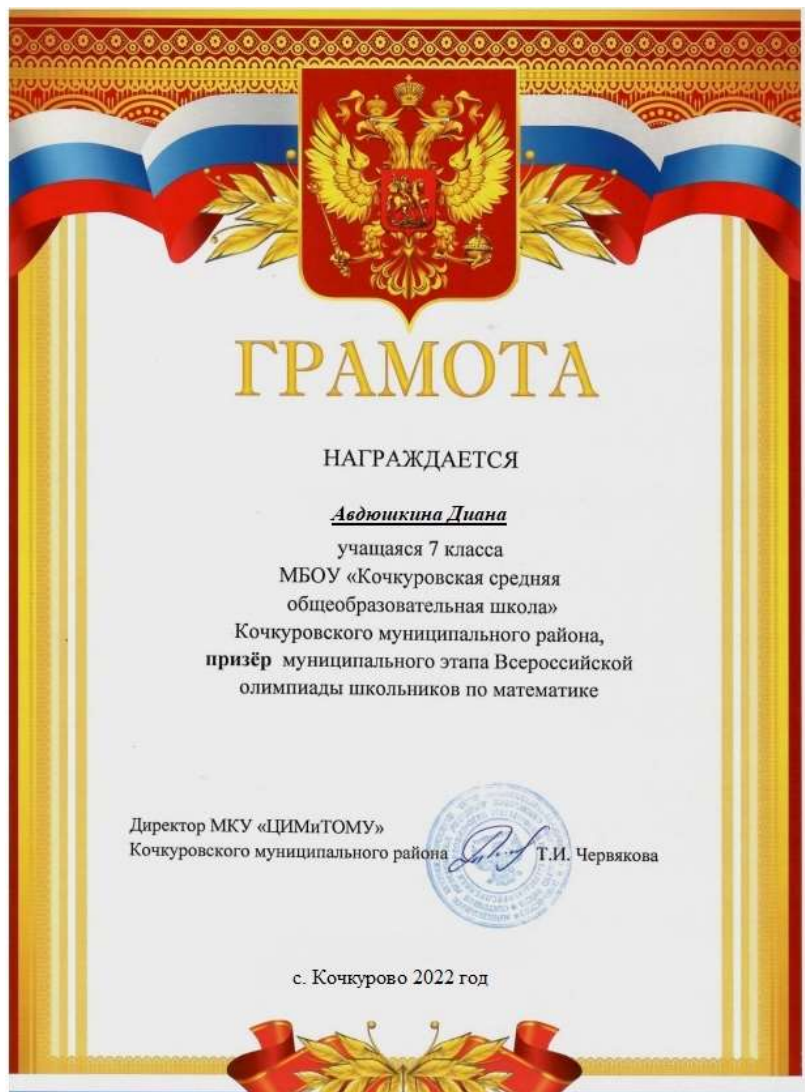 ГРАМОТА
НАГРАЖДАЕТСЯ
Авдюшкина Диана
учащаяся 7 класса
МБОУ «Кочкуровская средняя
общеобразовательная школа»
Кочкуровского муниципального района,
призёр муниципального этапа Всероссийской
олимпиады школьников по математике
Директор МКУ «ЦИМиТОМУ»
Кочкуровского муниципального района Т.И. Червякова
с. Кочкурово 2022 год